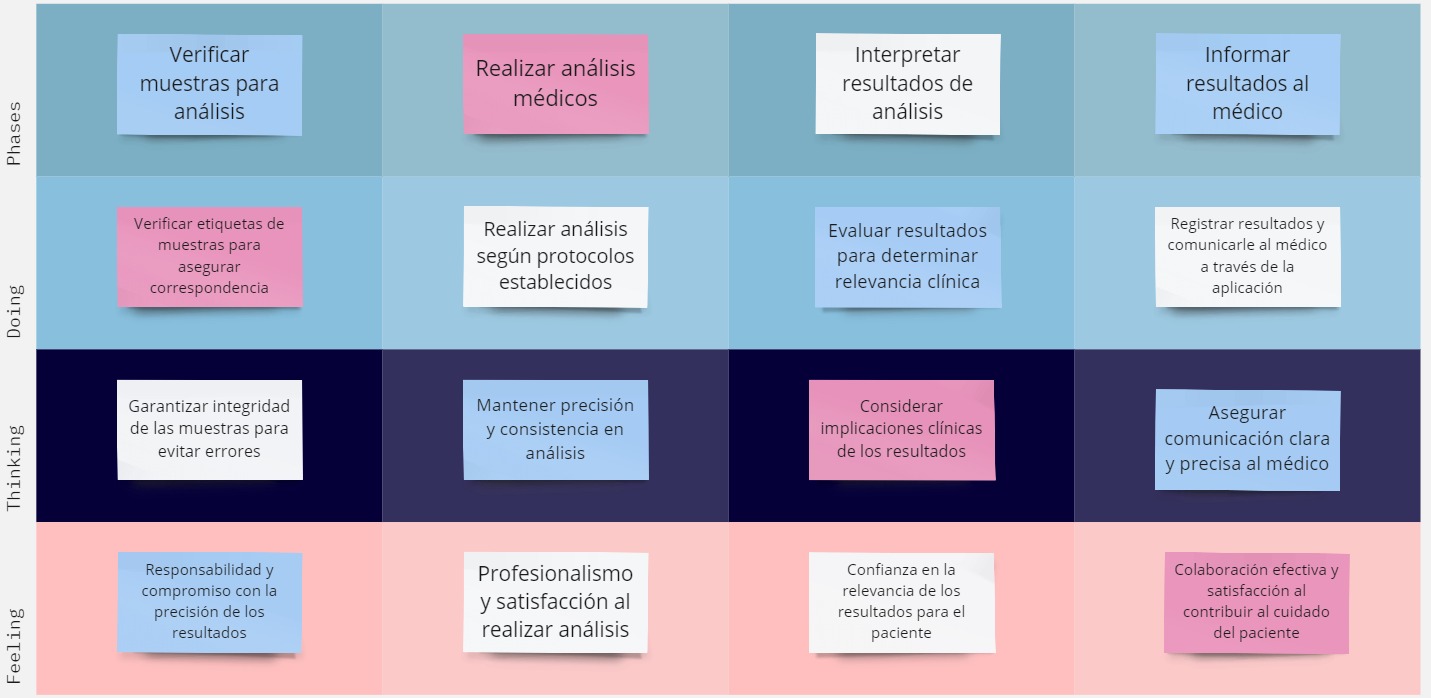 Phases
Verificar
muestras para
análisis
Realizar análisis
médicos
Interpretar
resultados de
análisis
Informar
resultados al
médico
Doing
Verificar etiquetas de
muestras para
asegurar
correspondencia
Realizar análisis
según protocolos
establecidos
Evaluar resultados
para determinar
relevancia clínica
Registrar resultados y
comunicarle al médico
a través de la
aplicación
Thinking
Garantizar integridad
de las muestras para
evitar errores
Mantener precisión
y consistencia en
análisis
Considerar
implicaciones clínicas
de los resultados
Asegurar
comunicación clara
y precisa al médico
Feeling
Responsabilidad y
compromiso con la
precisión de los
resultados
Profesionalismo
y satisfacción al
realizar análisis
Confianza en la
relevancia de los
resultados para el
paciente
Colaboración efectiva y
satisfacción al
contribuir al cuidado
del paciente